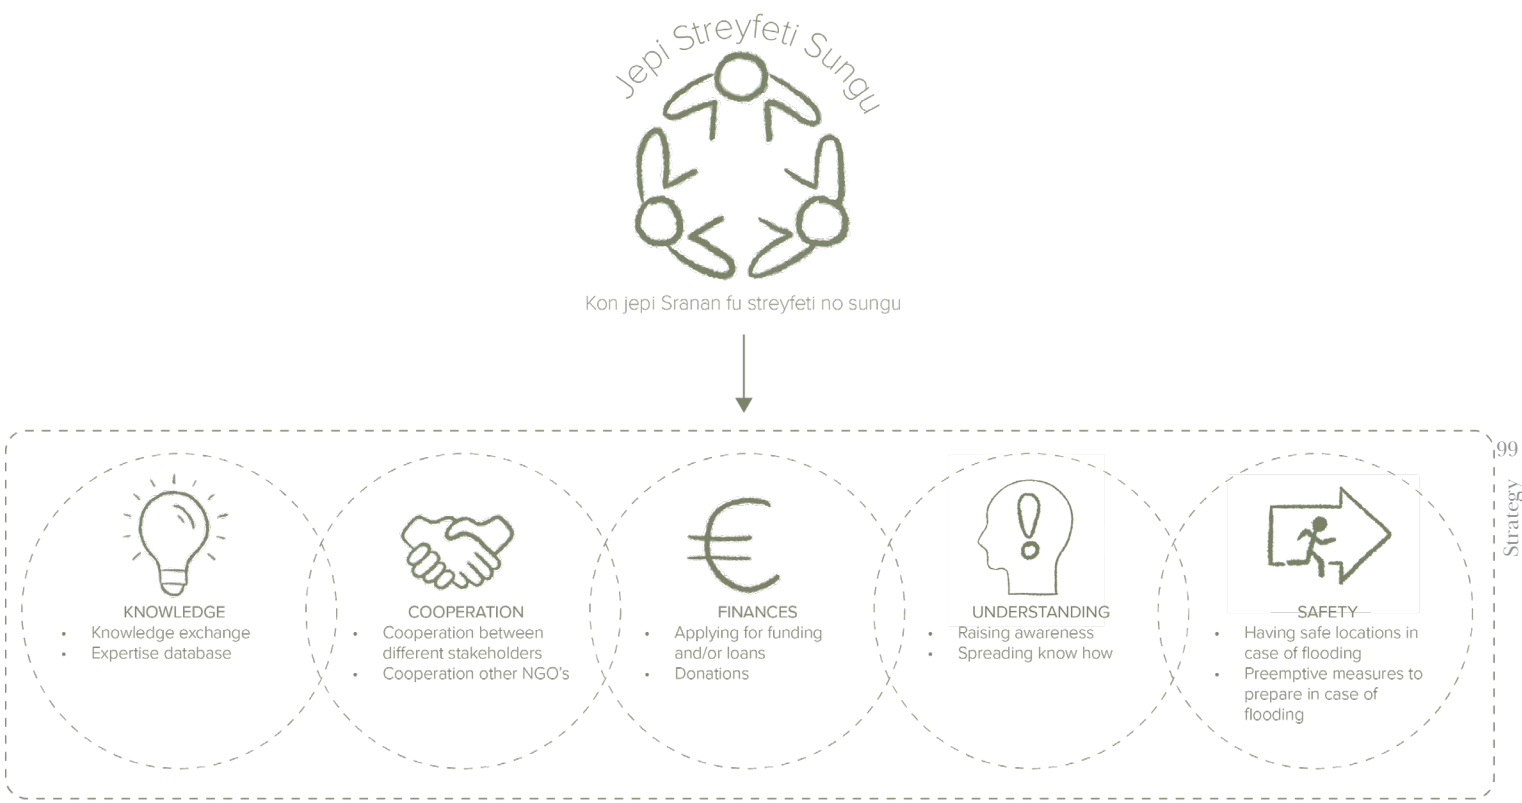 Jepi Streyfeti Sungu
Kon jepi Sranan fu streyfeti no sungu
99
Strategy
KNOWLEDGE
• Knowledge exchange
• Expertise database
COOPERATION
• Cooperation between
different stakeholders
• Cooperation other NGO's
FINANCES
• Applying for funding
and/or loans
• Donations
UNDERSTANDING
• Raising awareness
• Spreading know how
SAFETY
• Having safe locations in
case of flooding
• Preemptive measures to
prepare in case of
flooding